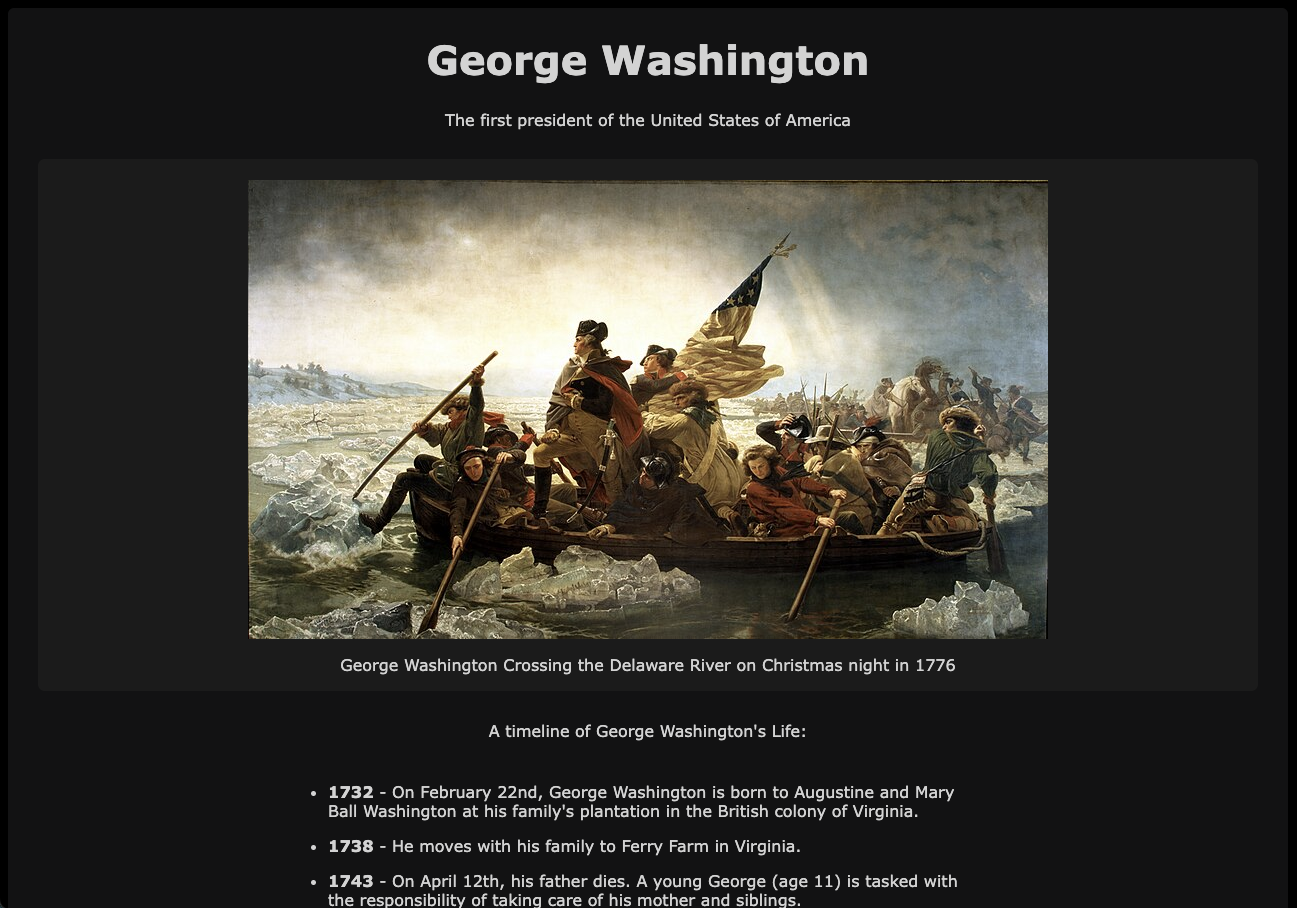 George Washington
The first president of the United States of America
George Washington Crossing the Delaware River on Christmas night in 1776
A timeline of George Washington's Life:
• 1732 - On February 22nd, George Washington is born to Augustine and Mary
Ball Washington at his family's plantation in the British colony of Virginia.
• 1738 - He moves with his family to Ferry Farm in Virginia.
• 1743 - On April 12th, his father dies. A young George (age 11) is tasked with
the responsibility of taking care of his mother and siblings.